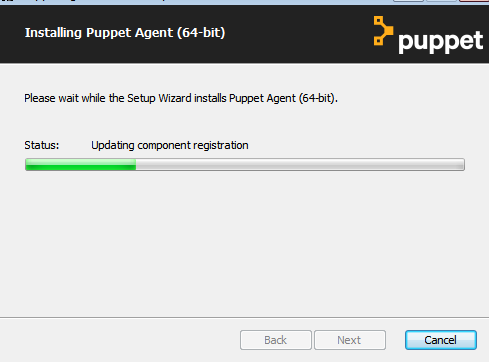 Installing Puppet Agent (64-bit)
puppet
Please wait while the Setup Wizard installs Puppet Agent (64-bit).
Status: Updating component registration
Back Next Cancel